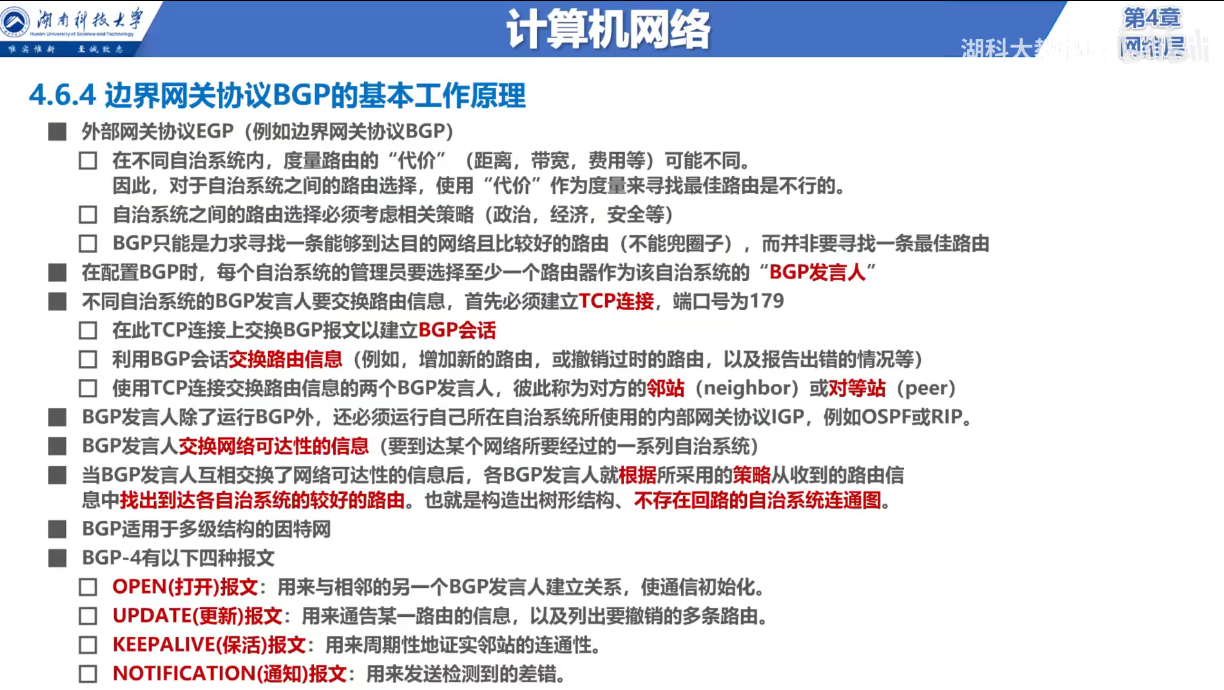 湖南科技大学
Hunan University of Science and Technology
唯实惟新 至诚致志
计算机网络
第4章
网络层
湖科大
4.6.4 边界网关协议BGP的基本工作原理
外部网关协议EGP（例如边界网关协议BGP）
在不同自治系统内，度量路由的“代价”（距离，带宽，费用等）可能不同。
因此，对于自治系统之间的路由选择，使用“代价”作为度量来寻找最佳路由是不行的。
自治系统之间的路由选择必须考虑相关策略（政治，经济，安全等）
BGP只能是力求寻找一条能够到达目的网络且比较好的路由（不能兜圈子），而并非要寻找一条最佳路由
在配置BGP时，每个自治系统的管理员要选择至少一个路由器作为该自治系统的“BGP发言人”
不同自治系统的BGP发言人要交换路由信息，首先必须建立TCP连接，端口号为179
在此TCP连接上交换BGP报文以建立BGP会话
利用BGP会话交换路由信息（例如，增加新的路由，或撤销过时的路由，以及报告出错的情况等）
使用TCP连接交换路由信息的两个BGP发言人，彼此称为对方的邻站（neighbor）或对等站（peer）
BGP发言人除了运行BGP外，还必须运行自己所在自治系统所使用的内部网关协议IGP，例如OSPF或RIP。
BGP发言人交换网络可达性的信息（要到达某个网络所要经过的一系列自治系统）
当BGP发言人互相交换了网络可达性的信息后，各BGP发言人就根据所采用的策略从收到的路由信
息中找出到达各自治系统的较好的路由。也就是构造出树形结构、不存在回路的自治系统连通图。
BGP适用于多级结构的因特网
BGP-4有以下四种报文
OPEN(打开)报文：用来与相邻的另一个BGP发言人建立关系，使通信初始化。
UPDATE(更新)报文：用来通告某一路由的信息，以及列出要撤销的多条路由。
KEEPALIVE(保活)报文：用来周期性地证实邻站的连通性。
NOTIFICATION(通知)报文：用来发送检测到的差错。